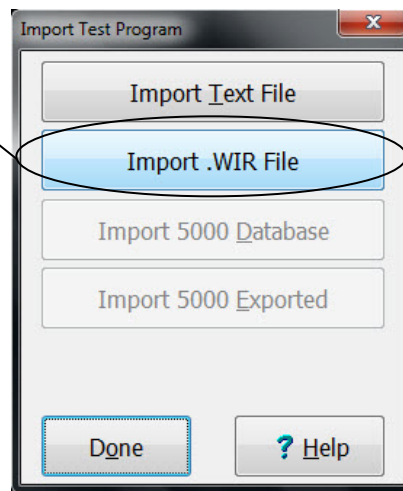 Import Test Program
x
Import Text File
Import .WIR File
Import 5000 Database
Import 5000 Exported
Done
? Help